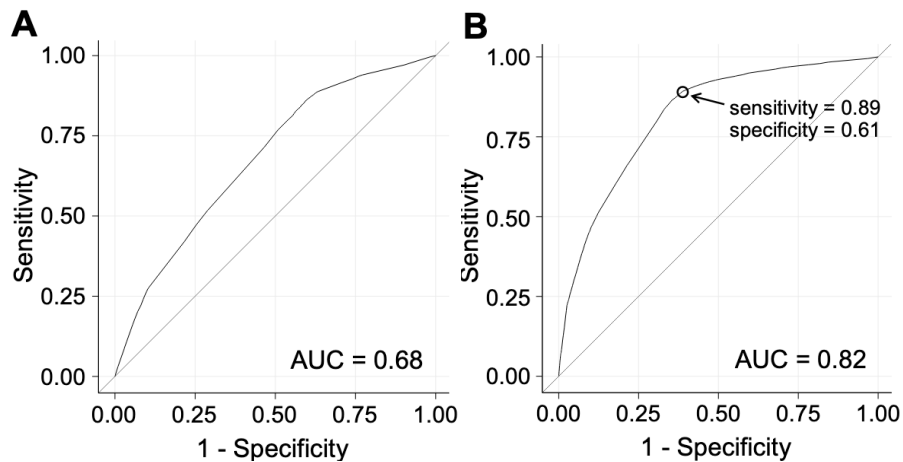 A
1.00
0.75
0.50
0.25
0.00
Sensitivity
AUC = 0.68
0.00 0.25 0.50 0.75 1.00
1 - Specificity
B
1.00
0.75
0.50
0.25
0.00
Sensitivity
sensitivity = 0.89
specificity = 0.61
AUC = 0.82
0.00 0.25 0.50 0.75 1.00
1 - Specificity